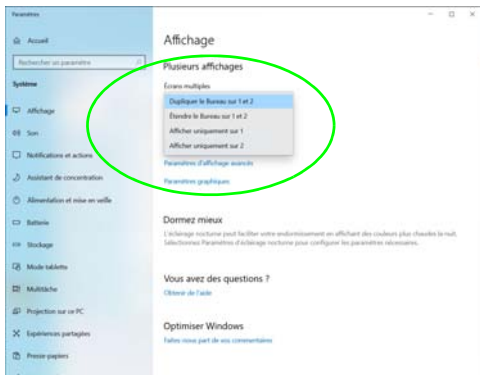 Paramètres
Accueil
Affichage
Rechercher un paramètre
Plusieurs affichages
Système
Écrans multiples
Dupliquer le Bureau sur 1 et 2
Étendre le Bureau sur 1 et 2
Afficher uniquement sur 1
Afficher uniquement sur 2
Paramètres d'affichage avancés
Paramètres graphiques
Affichage
Son
Notifications et actions
Assistant de concentration
Alimentation et mise en veille
Batterie
Stockage
Mode tablette
Multitâche
Projection sur ce PC
Expériences partagées
Presse-papiers
Dormez mieux
L'éclairage nocturne peut faciliter votre endormissement en affichant des couleurs plus chaudes la nuit.
Sélectionnez Paramètres d'éclairage nocturne pour configurer les paramètres nécessaires.
Vous avez des questions ?
Obtenir de l'aide
Optimiser Windows
Faites-nous part de vos commentaires